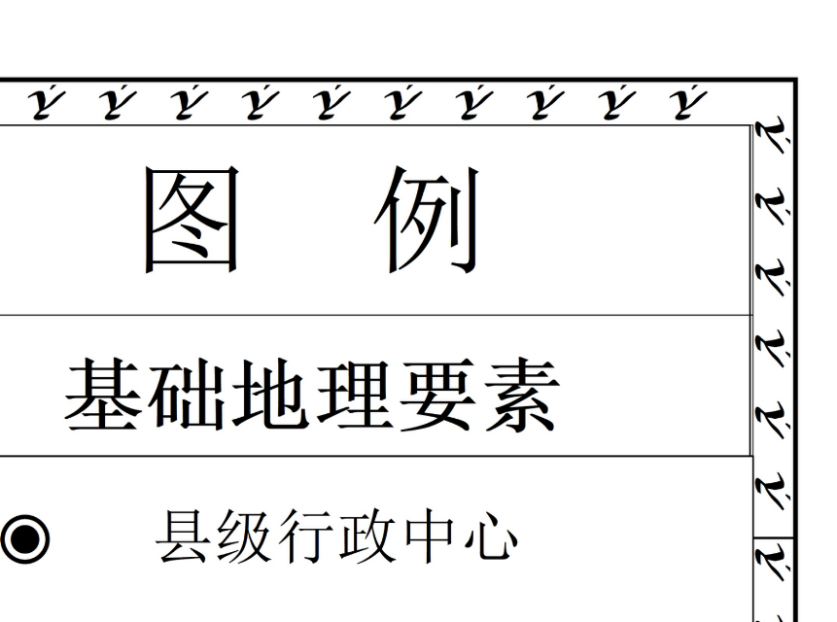 图 例
基础地理要素
县级行政中心